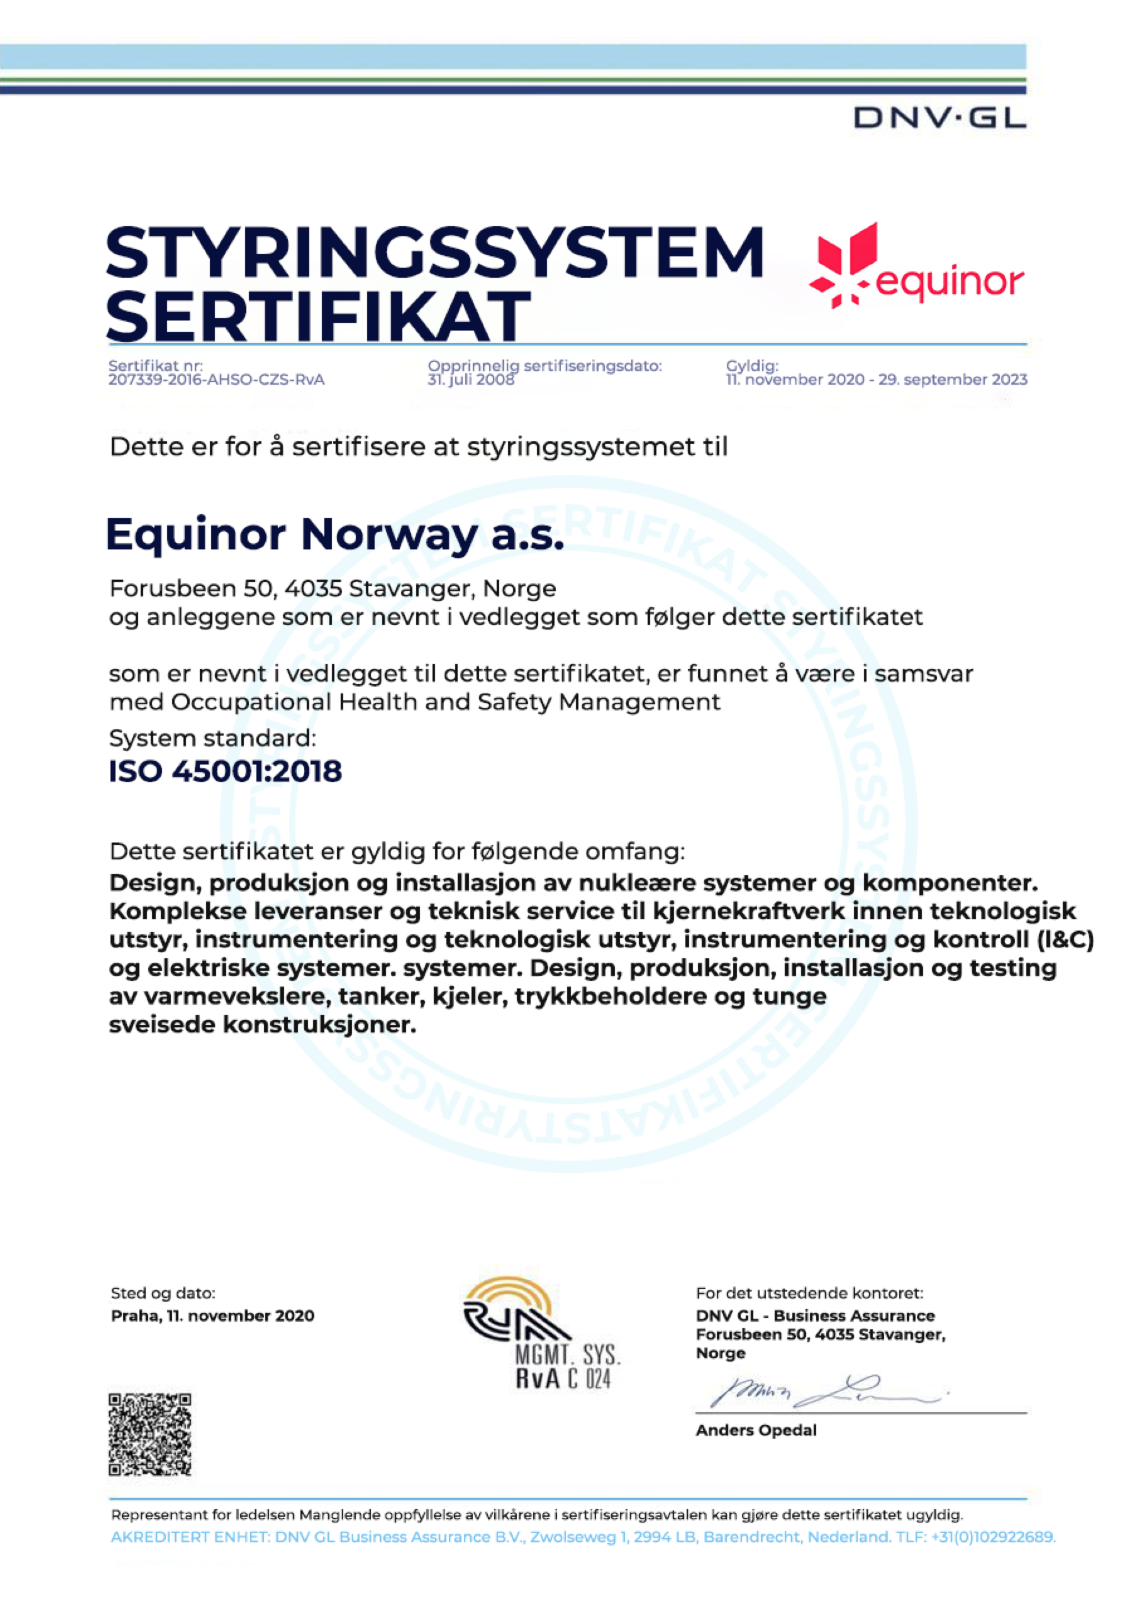 DNV·GL
STYRINGSSYSTEM
SERTIFIKAT
equinor
Sertifikat nr:
207339-2016-AHSO-CZS-RvA
Opprinnelig sertifiseringsdato:
31. juli 2008
Gyldig:
11. november 2020 - 29. september 2023
Dette er for å sertifisere at styringssystemet til
Equinor Norway a.s.
Forusbeen 50, 4035 Stavanger, Norge
og anleggene som er nevnt i vedlegget som følger dette sertifikatet
som er nevnt i vedlegget til dette sertifikatet, er funnet å være i samsvar
med Occupational Health and Safety Management
System standard:
ISO 45001:2018
Dette sertifikatet er gyldig for følgende omfang:
Design, produksjon og installasjon av nukleære systemer og komponenter.
Komplekse leveranser og teknisk service til kjernekraftverk innen teknologisk
utstyr, instrumentering og teknologisk utstyr, instrumentering og kontroll (I&C)
og elektriske systemer. systemer. Design, produksjon, installasjon og testing
av varmevekslere, tanker, kjeler, trykkbeholdere og tunge
sveisede konstruksjoner.
Sted og dato:
Praha, 11. november 2020
RvA
MGMT. SYS.
RvA C 024
For det utstedende kontoret:
DNV GL - Business Assurance
Forusbeen 50, 4035 Stavanger,
Norge
Anders Opedal
Representant for ledelsen Manglende oppfyllelse av vilkårene i sertifiseringsavtalen kan gjøre dette sertifikatet ugyldig.
AKREDITERT ENHET: DNV GL Business Assurance B.V., Zwolseweg 1, 2994 LB, Barendrecht, Nederland. TLF: +31(0)102922689.